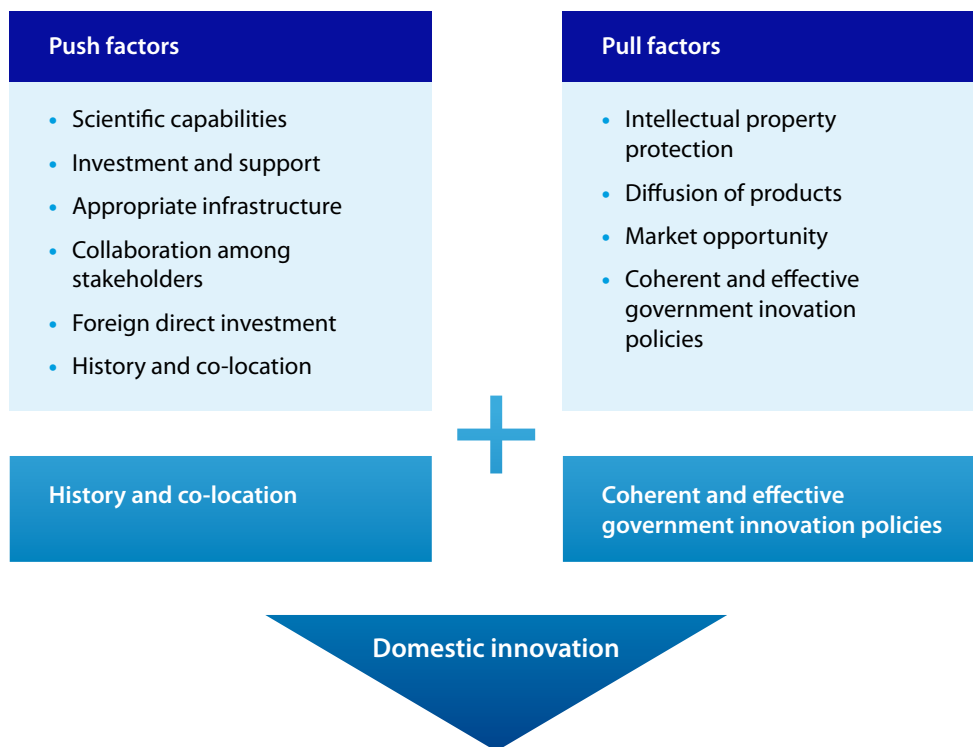 Push factors
• Scientific capabilities
• Investment and support
• Appropriate infrastructure
• Collaboration among
stakeholders
• Foreign direct investment
• History and co-location
Pull factors
• Intellectual property
protection
• Diffusion of products
• Market opportunity
• Coherent and effective
government inovation
policies
+
History and co-location
Coherent and effective
government innovation policies
Domestic innovation